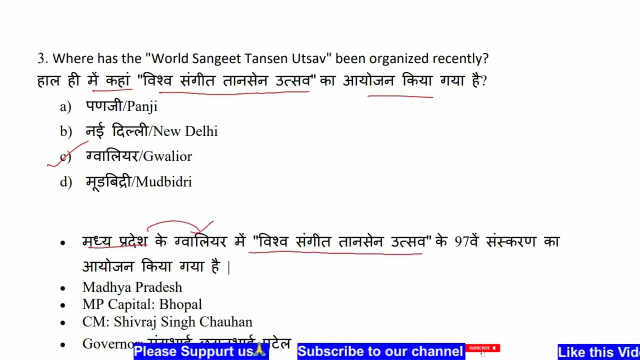 3. Where has the "World Sangeet Tansen Utsav" been organized recently?
हाल ही में कहां "विश्व संगीत तानसेन उत्सव" का आयोजन किया गया है?
a) पणजी/Panji
b) नई दिल्ली/New Delhi
c) ग्वालियर/Gwalior
d) मूडबिद्री/Mudbidri
• मध्य प्रदेश के ग्वालियर में "विश्व संगीत तानसेन उत्सव" के 97वें संस्करण का
आयोजन किया गया है |
• Madhya Pradesh
• MP Capital: Bhopal
• CM: Shivraj Singh Chauhan
• Governor: पटेल
Please Suppurt us🙏 Subscribe to our channel Like this Vid